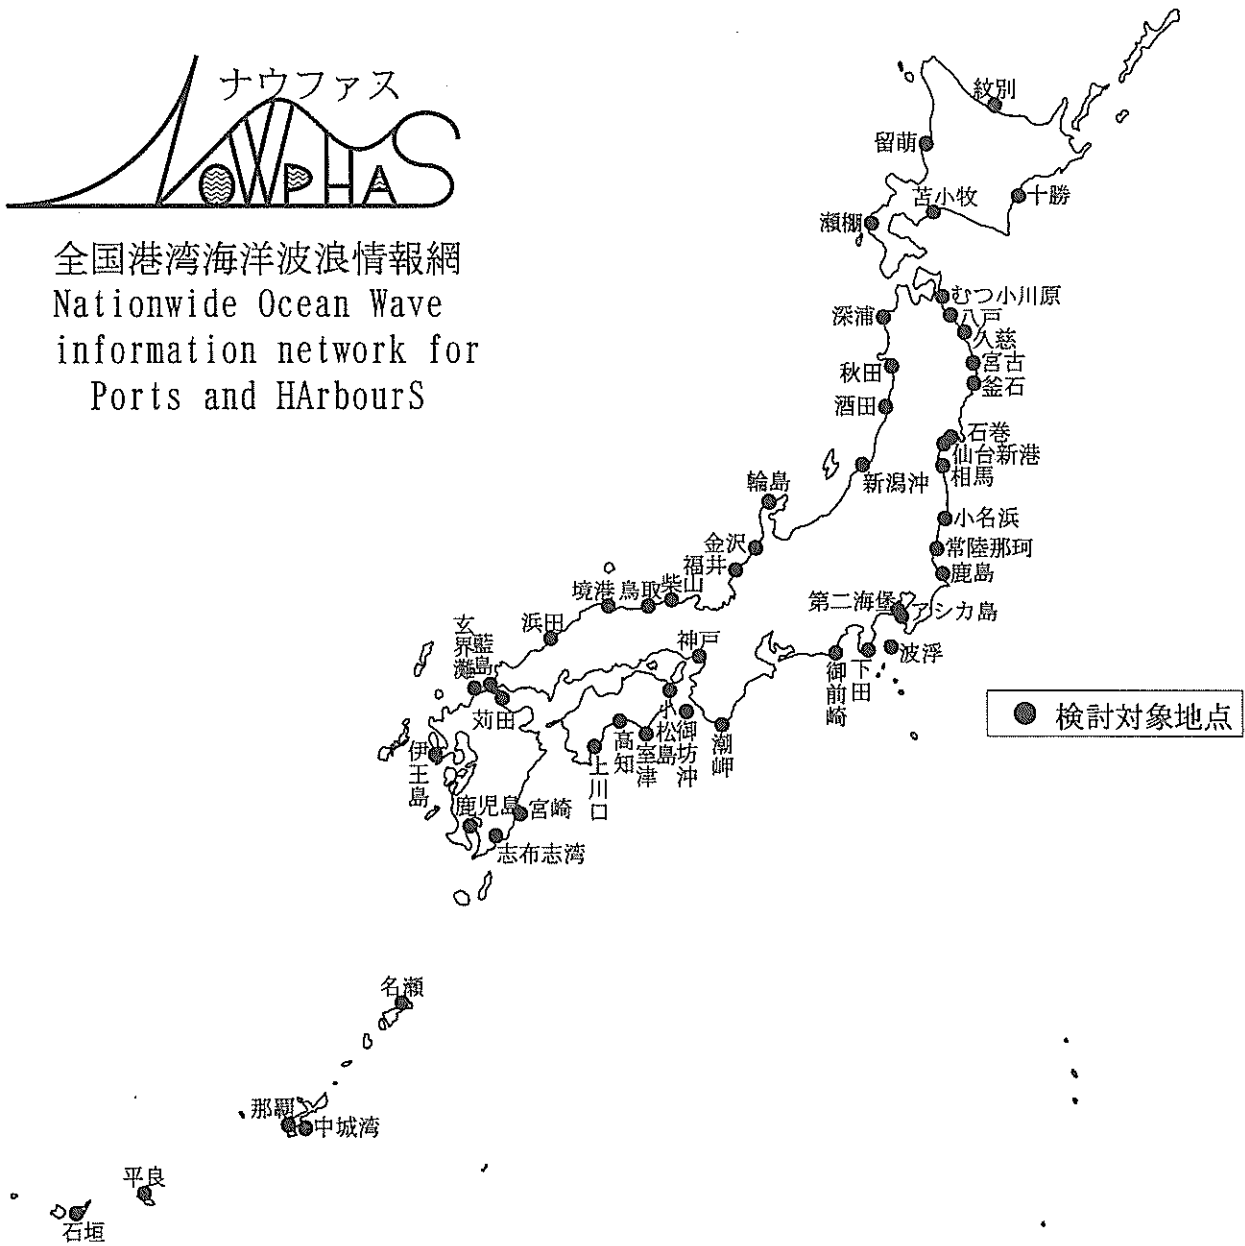 ナウファス
NOWPHAS
全国港湾海洋波浪情報網
Nationwide Ocean Wave
information network for
Ports and HArbourS
紋別
留萌
十勝
苫小牧
瀬棚
むつ小川原
八戸
深浦
久慈
宮古
秋田
釜石
酒田
石巻
仙台新港
相馬
新潟沖
輪島
小名浜
金沢
常陸那珂
福井
鹿島
柴山
鳥取
境港
第二海堡
アシカ島
浜田
神戸
波浮
玄界灘
藍島
下田
御前崎
苅田
小松島
御坊沖
潮岬
室津
高知
上川口
検討対象地点
伊王島
鹿児島
宮崎
志布志湾
名瀬
那覇
中城湾
平良
石垣